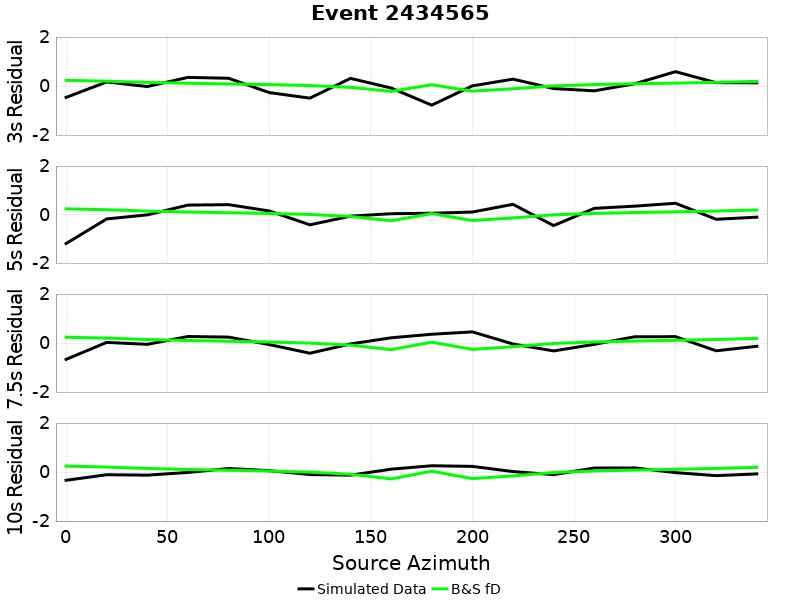 Event 2434565
3s Residual
2
0
-2
5s Residual
2
0
-2
7.5s Residual
2
0
-2
10s Residual
2
0
-2
0 50 100 150 200 250 300
Source Azimuth
Simulated Data B&S fD